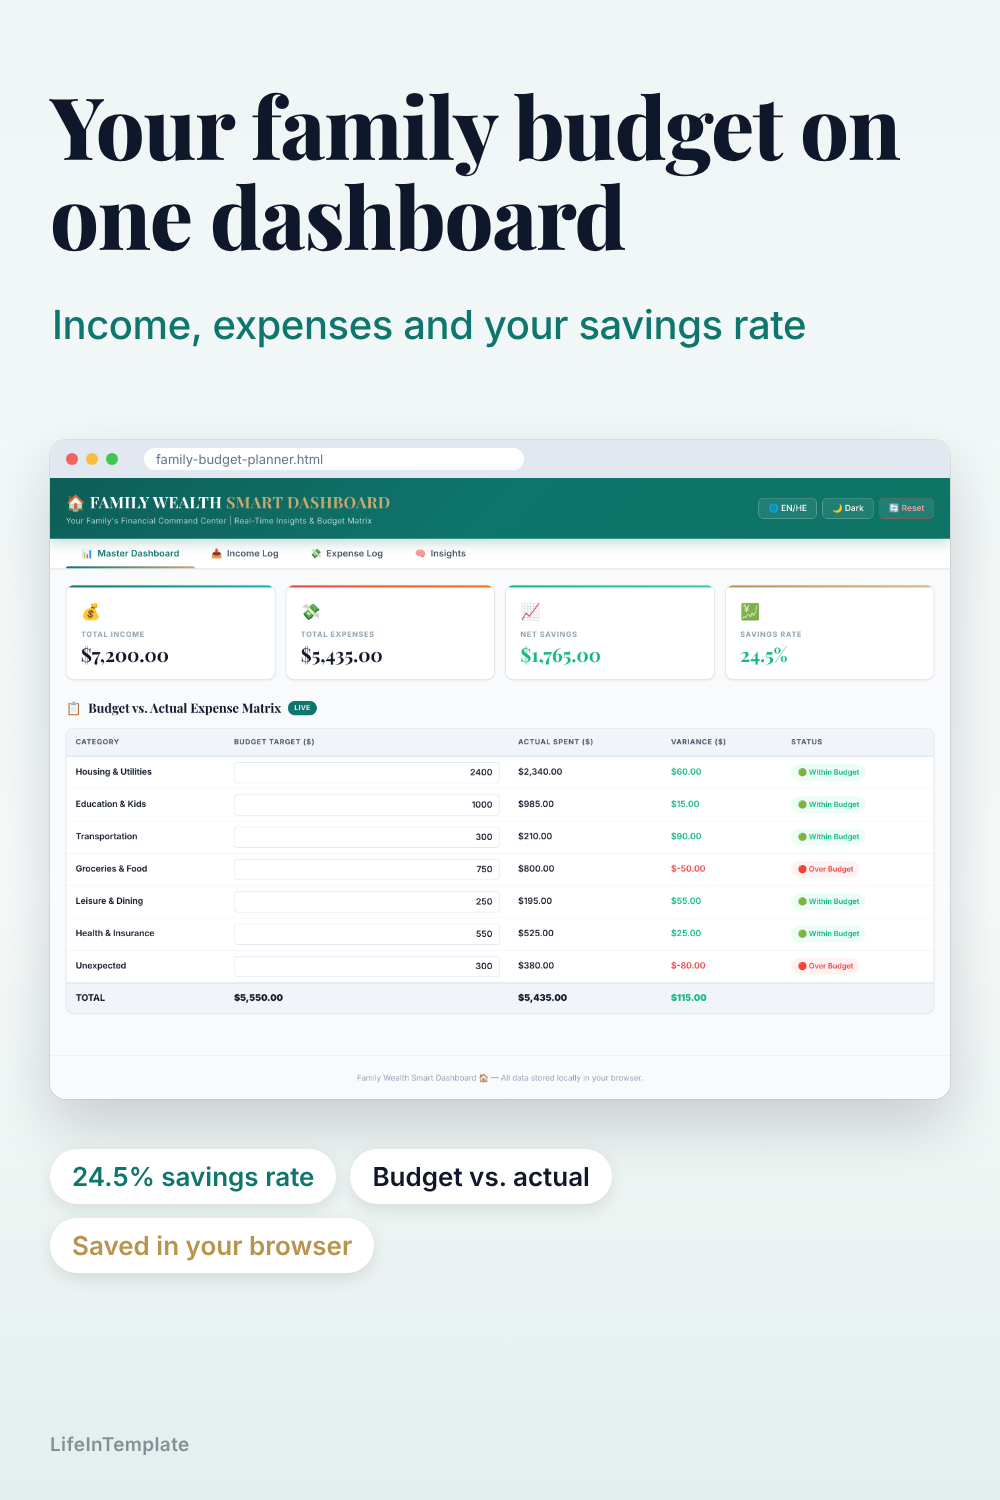 Your family budget on
one dashboard
Income, expenses and your savings rate
family-budget-planner.html
🏠 FAMILY WEALTH SMART DASHBOARD
Your Family's Financial Command Center | Real-Time Insights & Budget Matrix
🌐 EN/HE 🌙 Dark 🔄 Reset
📊 Master Dashboard 📥 Income Log 💸 Expense Log 🧠 Insights
TOTAL INCOME
$7,200.00
TOTAL EXPENSES
$5,435.00
NET SAVINGS
$1,765.00
SAVINGS RATE
24.5%
📋 Budget vs. Actual Expense Matrix LIVE
CATEGORY BUDGET TARGET ($) ACTUAL SPENT ($) VARIANCE ($) STATUS
Housing & Utilities 2400 $2,340.00 $60.00 Within Budget
Education & Kids 1000 $985.00 $15.00 Within Budget
Transportation 300 $210.00 $90.00 Within Budget
Groceries & Food 750 $800.00 $-50.00 Over Budget
Leisure & Dining 250 $195.00 $55.00 Within Budget
Health & Insurance 550 $525.00 $25.00 Within Budget
Unexpected 300 $380.00 $-80.00 Over Budget
TOTAL $5,550.00 $5,435.00 $115.00
Family Wealth Smart Dashboard 🏠 — All data stored locally in your browser.
24.5% savings rate
Budget vs. actual
Saved in your browser
LifeInTemplate